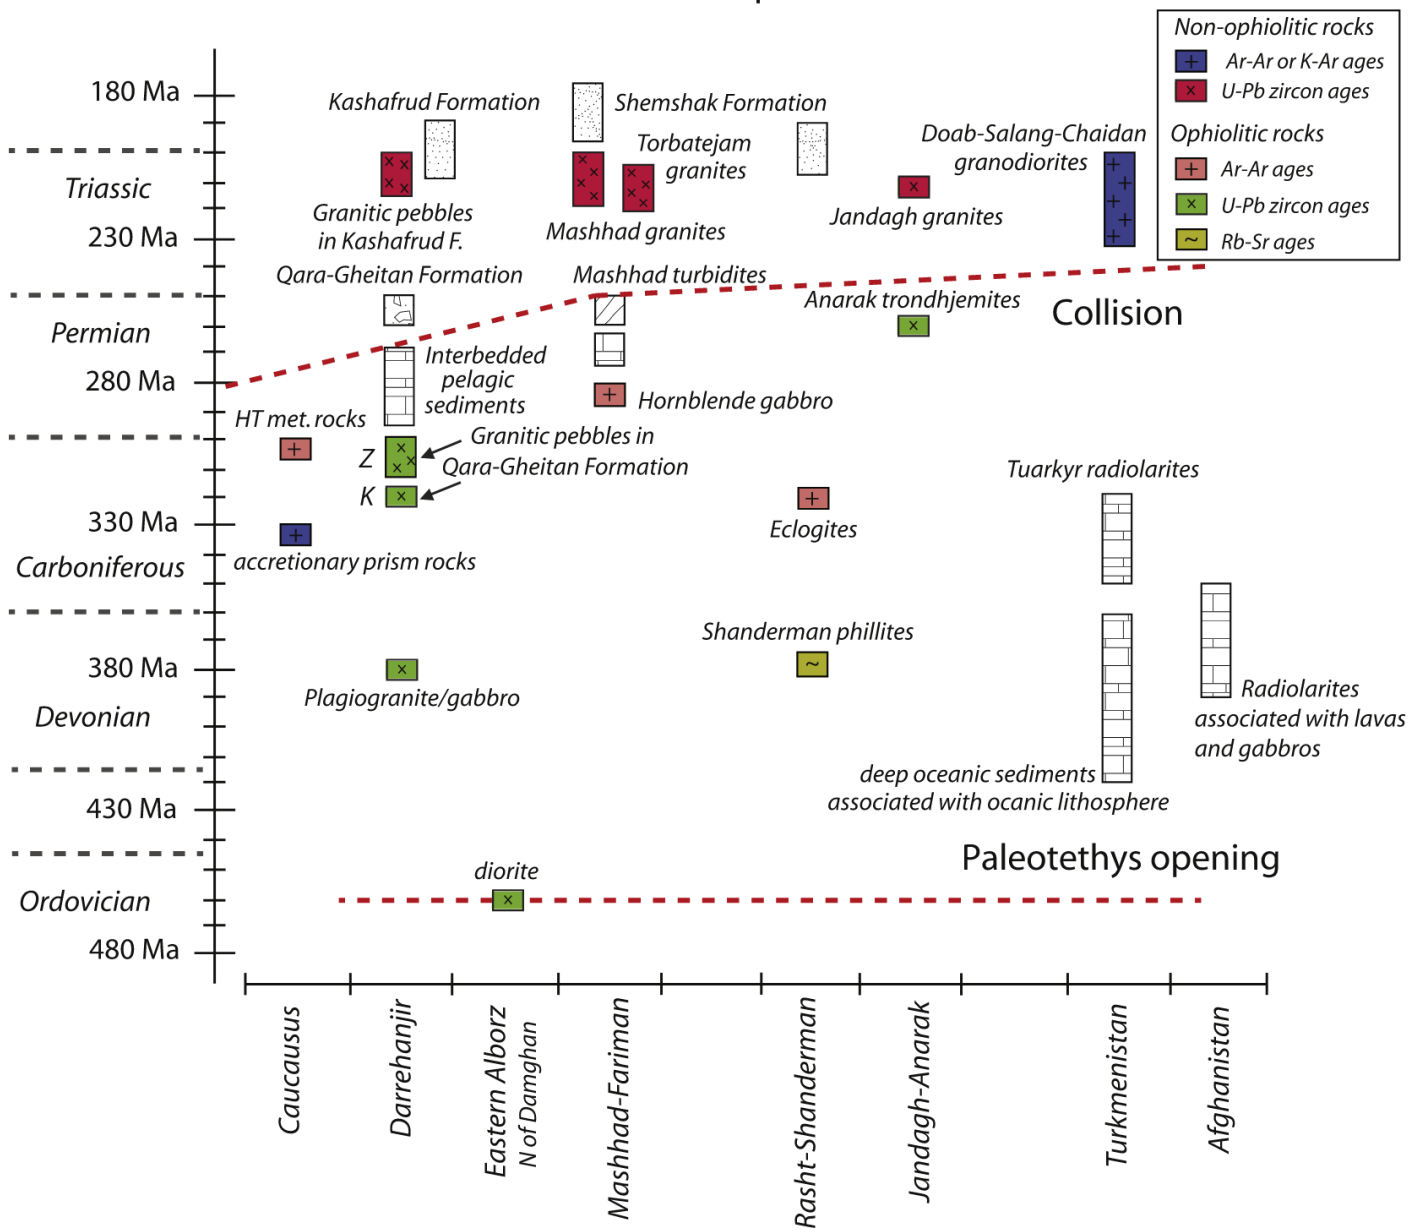 Non-ophiolitic rocks
Ar-Ar or K-Ar ages
U-Pb zircon ages
Ophiolitic rocks
Ar-Ar ages
U-Pb zircon ages
~ Rb-Sr ages
180 Ma
Triassic
230 Ma
Permian
280 Ma
330 Ma
Carboniferous
380 Ma
Devonian
430 Ma
Ordovician
480 Ma
Kashafrud Formation
Shemshak Formation
Torbatejam
granites
Doab-Salang-Chaidan
granodiorites
Granitic pebbles
in Kashafrud F.
Mashhad granites
Jandagh granites
Qara-Gheitan Formation
Mashhad turbidites
Anarak trondhjemites
Collision
Interbedded
pelagic
sediments
Hornblende gabbro
HT met. rocks
Z
K
Granitic pebbles in
Qara-Gheitan Formation
Tuarkyr radiolarites
Eclogites
accretionary prism rocks
Shanderman phillites
~
Plagiogranite/gabbro
Radiolarites
associated with lavas
and gabbros
deep oceanic sediments
associated with ocanic lithosphere
Paleotethys opening
diorite
Caucausus
Darrehanjir
Eastern Alborz
N of Damghan
Mashhad-Fariman
Rasht-Shanderman
Jandagh-Anarak
Turkmenistan
Afghanistan